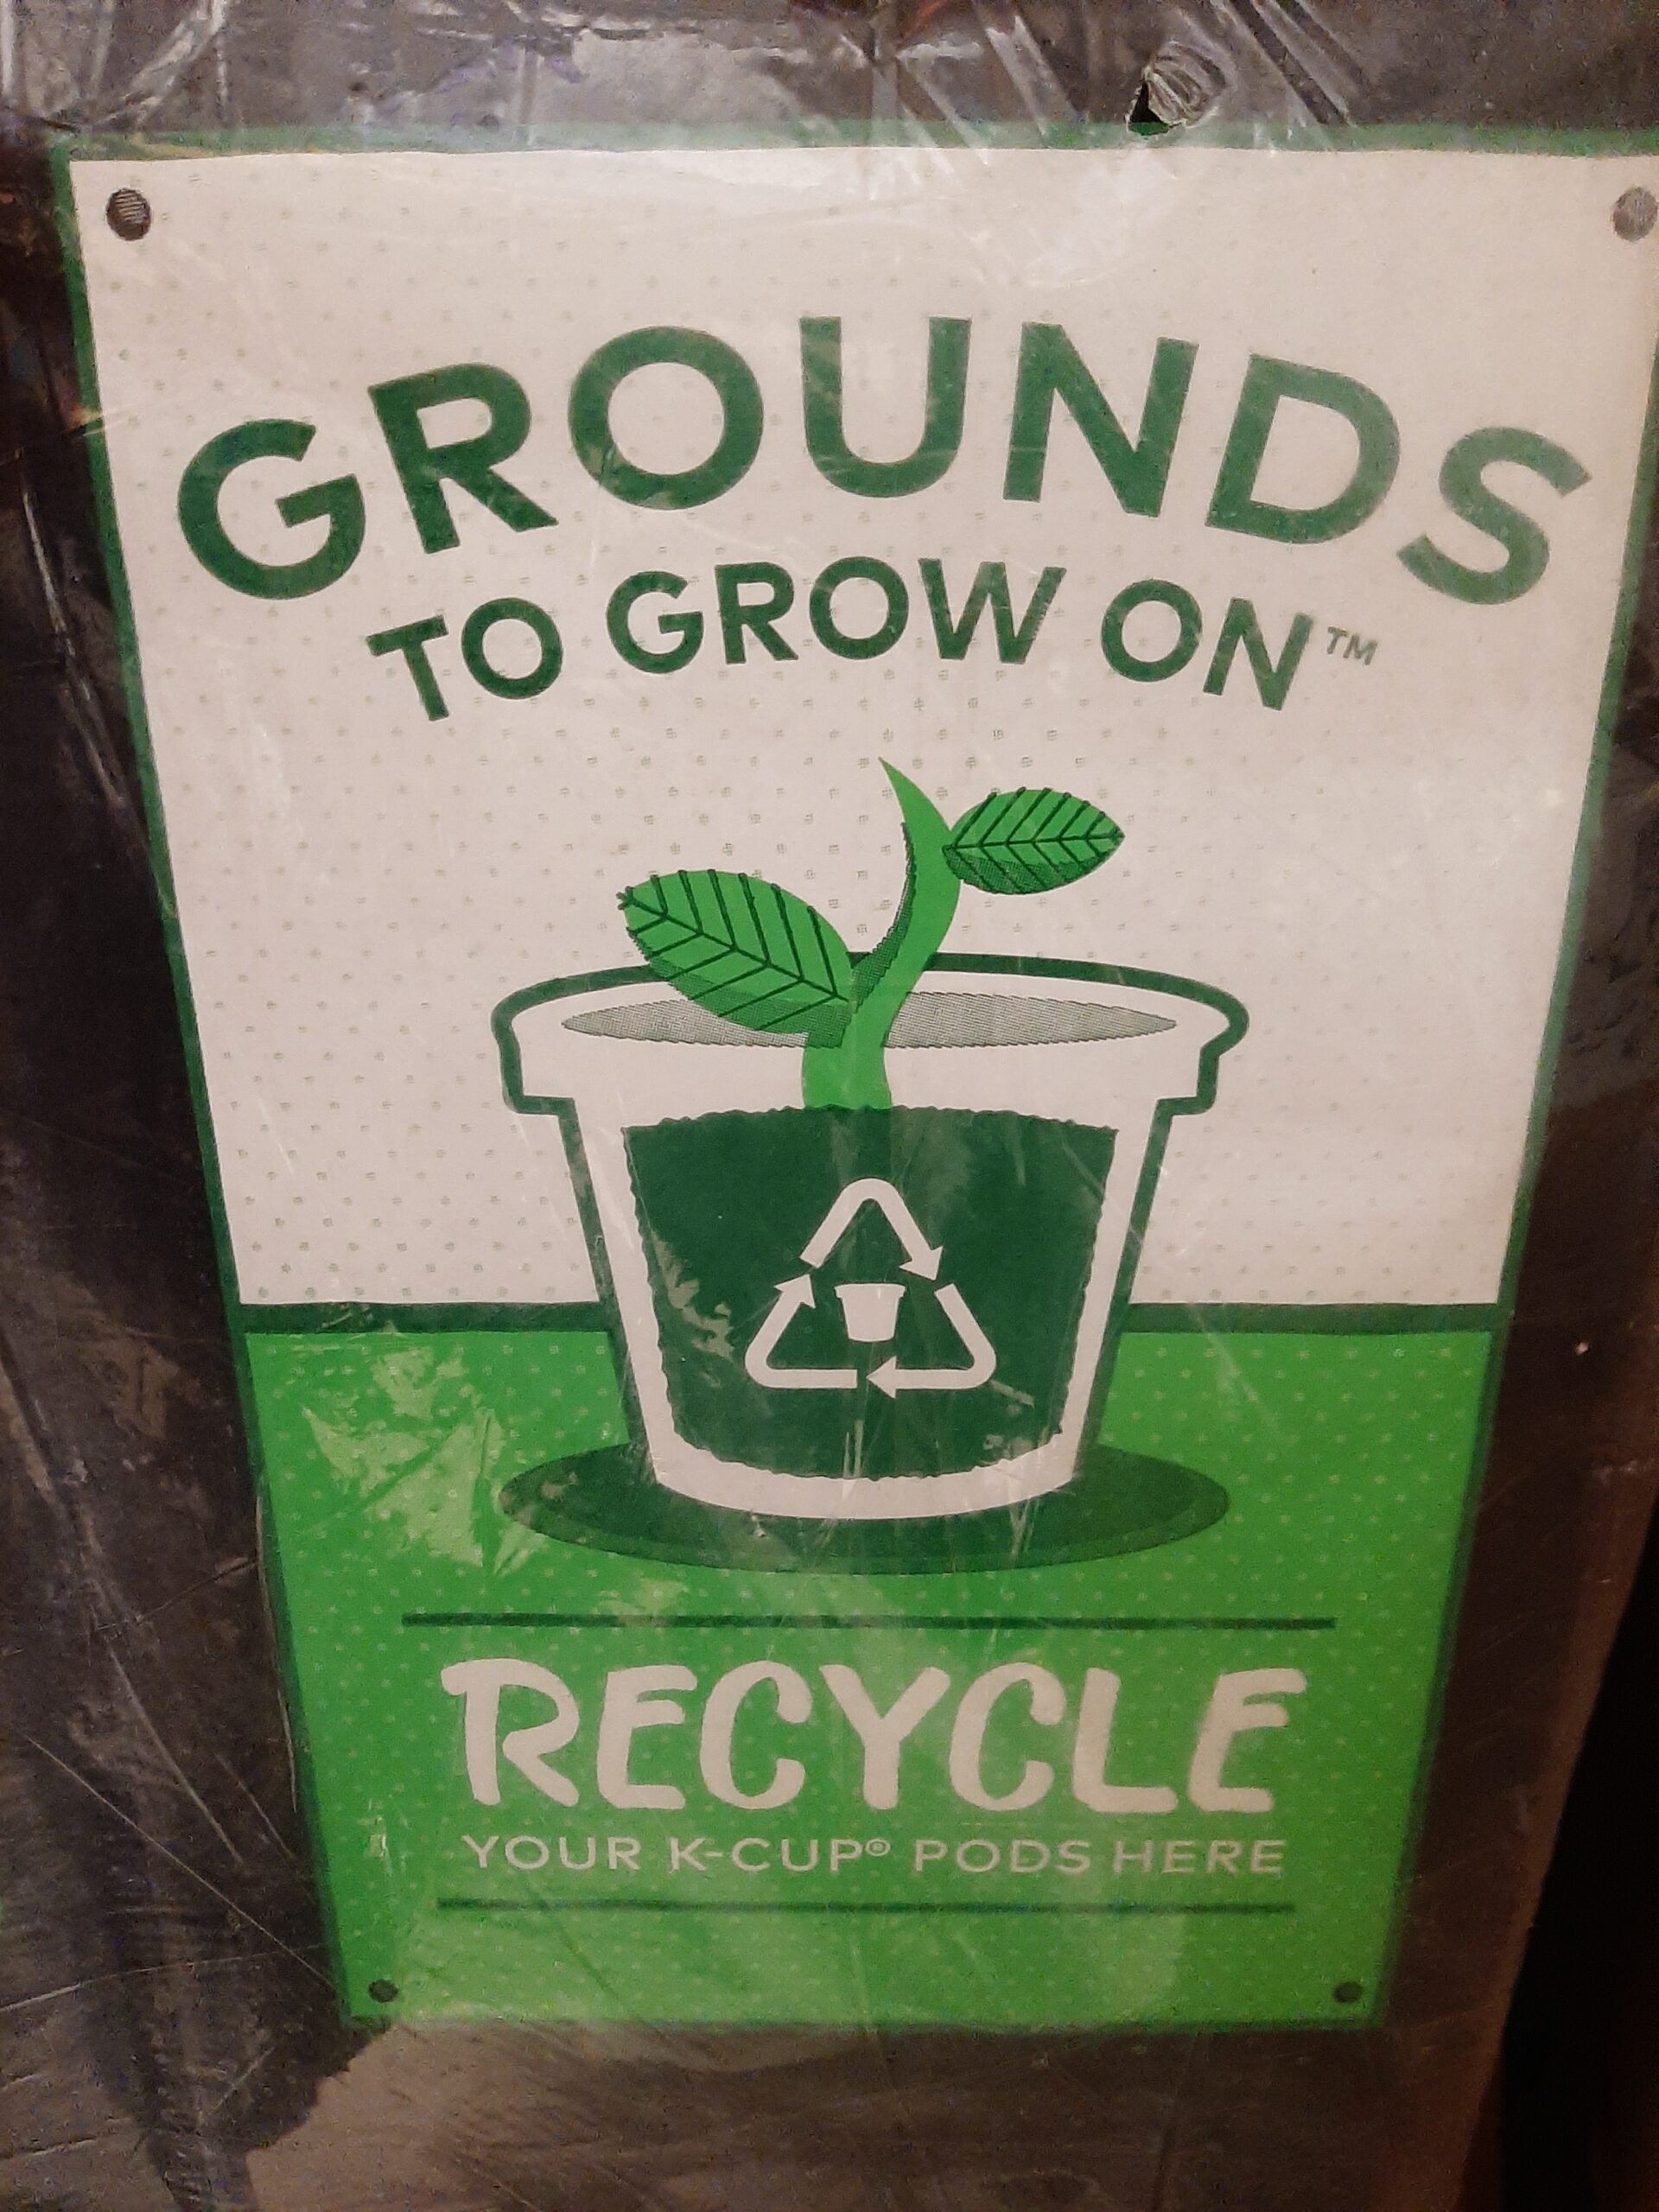 GROUNDS
TO GROW ON™
RECYCLE
YOUR K-CUP® PODS HERE